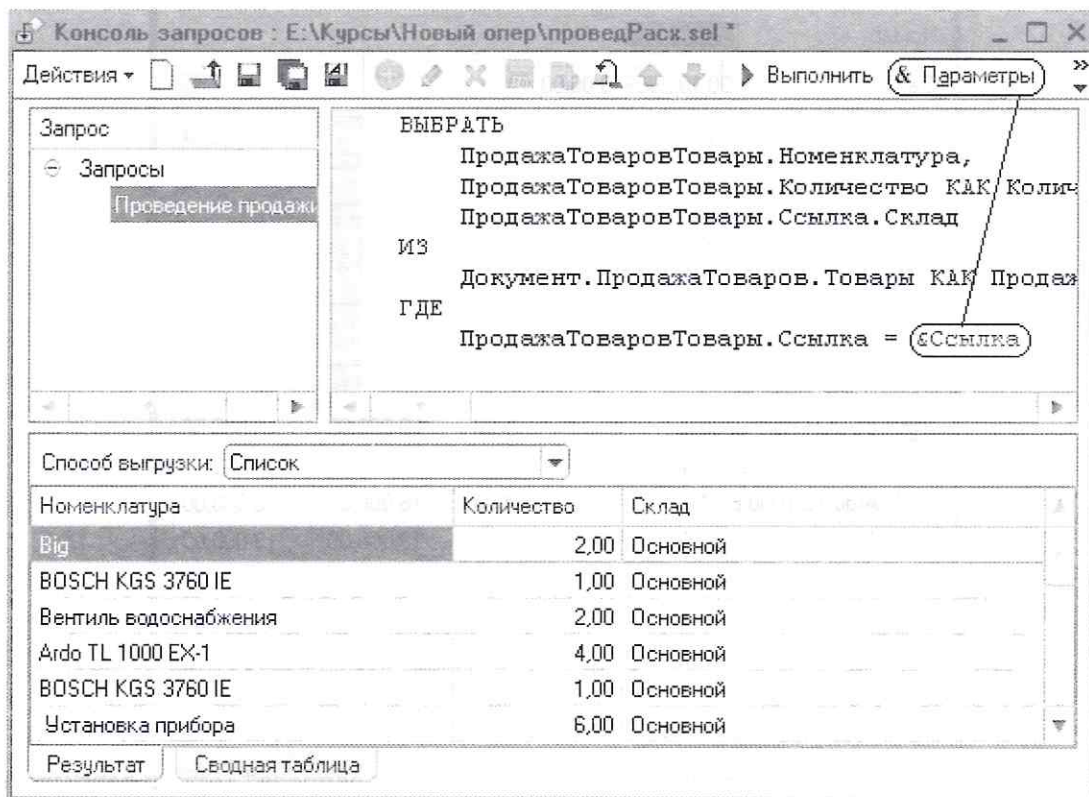 Консоль запросов : E:\Курсы\Новый опер\проведРасх.sel *
Действия Выполнить & Параметры »
Запрос
Запросы
Проведение продажи
ВЫБРАТЬ
ПродажаТоваровТовары.Номенклатура,
ПродажаТоваровТовары.Количество КАК Колич
ПродажаТоваровТовары.Ссылка.Склад
ИЗ
Документ.ПродажаТоваров.Товары КАК Продаж
ГДЕ
ПродажаТоваровТовары.Ссылка = &Ссылка
Способ выгрузки: Список
Номенклатура Количество Склад
Big 2,00 Основной
BOSCH KGS 3760 IE 1,00 Основной
Вентиль водоснабжения 2,00 Основной
Ardo TL 1000 EX-1 4,00 Основной
BOSCH KGS 3760 IE 1,00 Основной
Установка прибора 6,00 Основной
Результат Сводная таблица